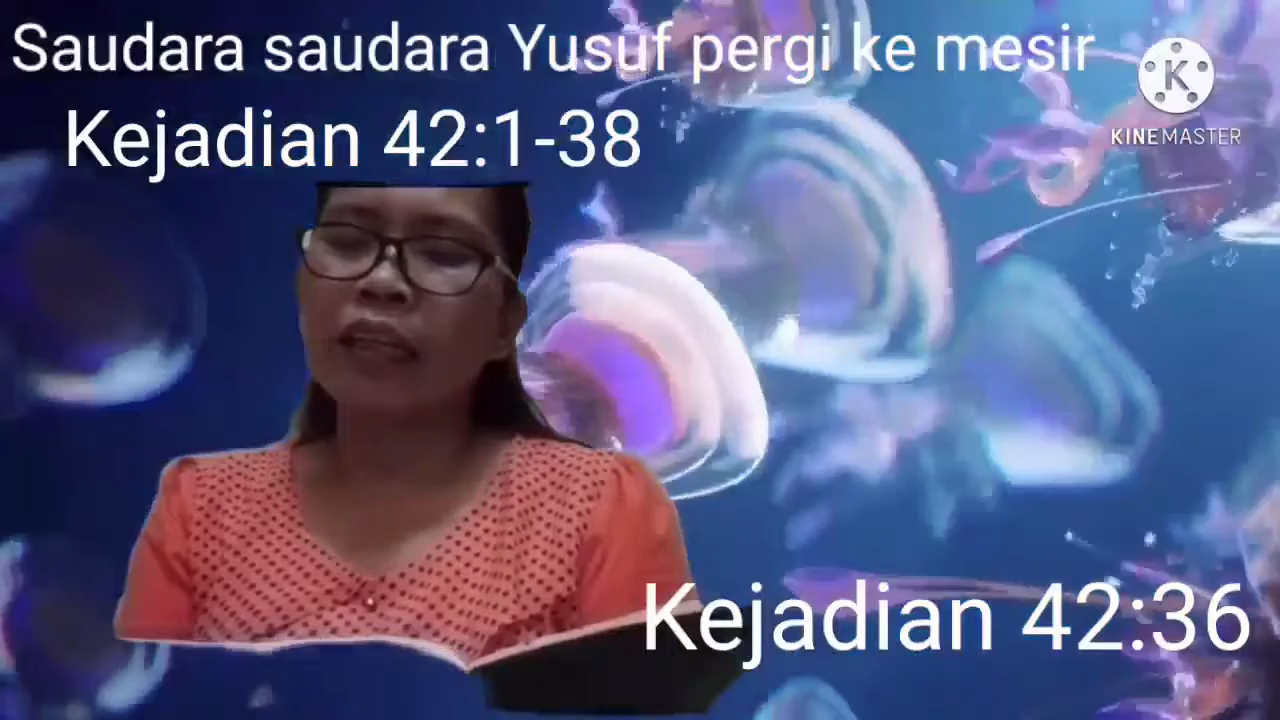 Saudara saudara Yusuf pergi ke mesir
Kejadian 42:1-38
K
KINEMASTER
Kejadian 42:36